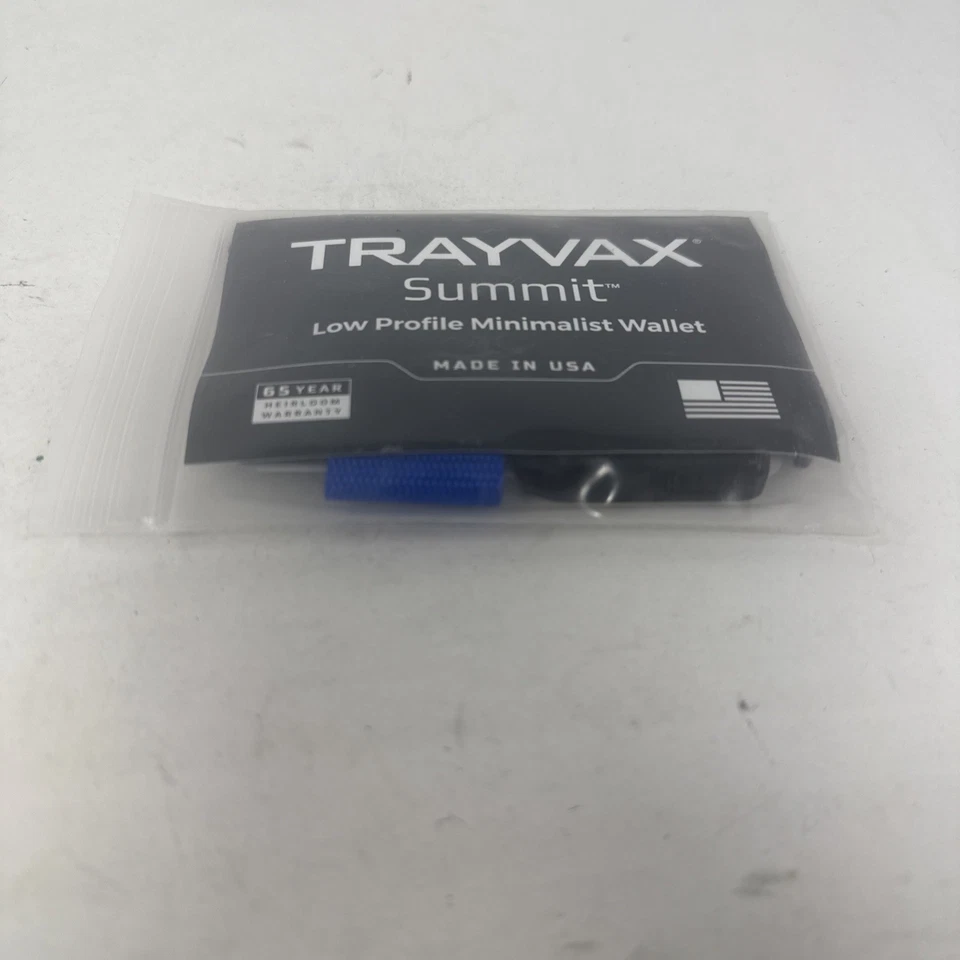 TRAYVAX®
Summit™
Low Profile Minimalist Wallet
MADE IN USA
65 YEAR
HEIRLOOM
WARRANTY